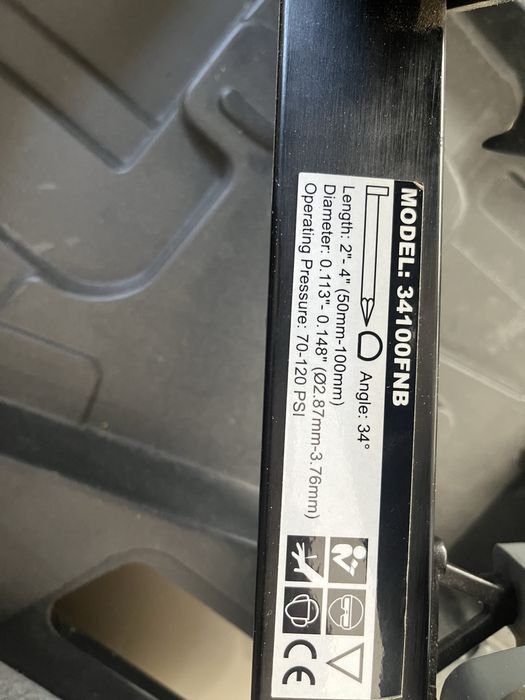 MODEL: 34100FNB
Angle: 34°
Length: 2"- 4" (50mm-100mm)
Diameter: 0.113"- 0.148" (Ø2.87mm-3.76mm)
Operating Pressure: 70-120 PSI
CE